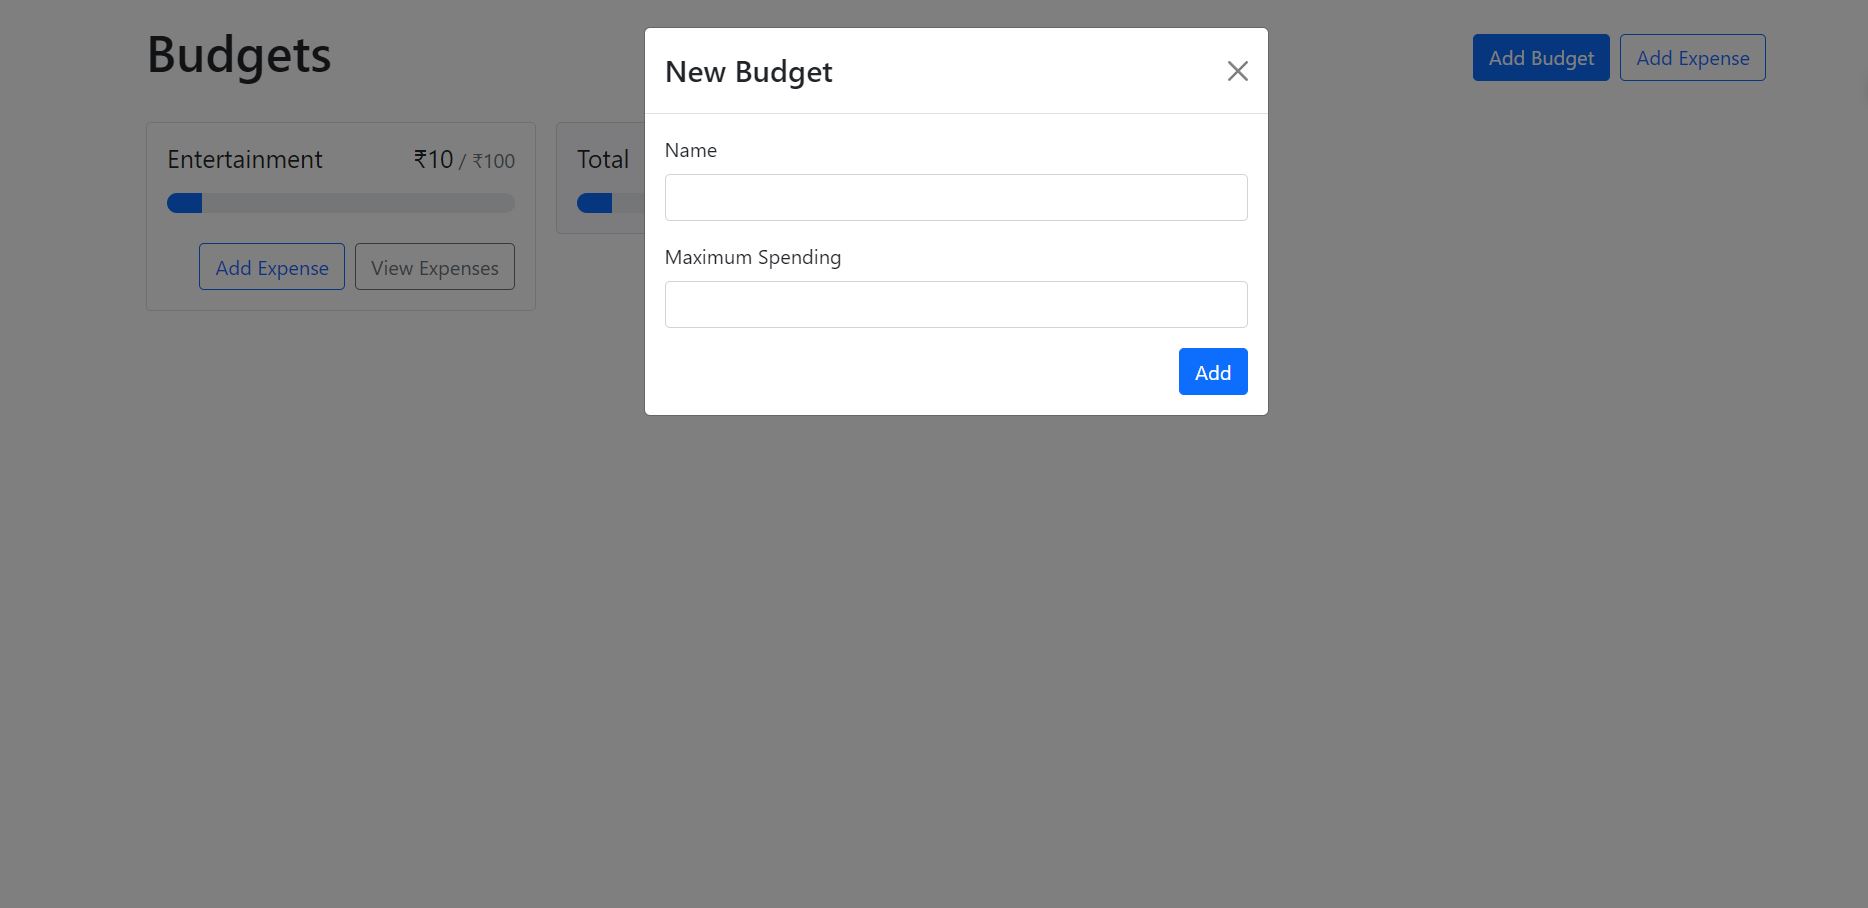 Budgets
Add Budget
Add Expense
Entertainment
₹10 / ₹100
Add Expense
View Expenses
Total
New Budget
Name
Maximum Spending
Add